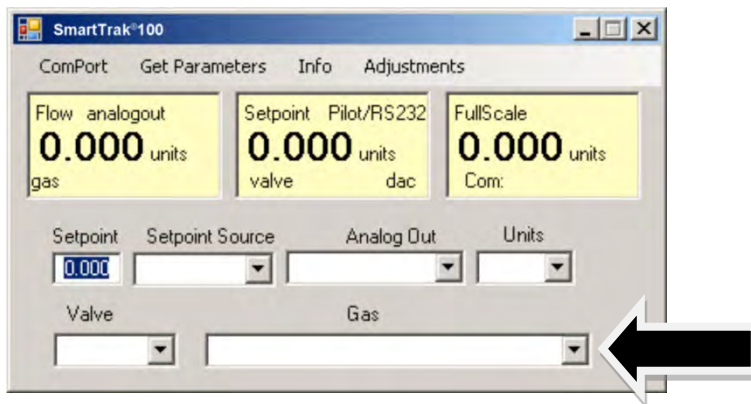 SmartTrak®100
ComPort Get Parameters Info Adjustments
Flow analogout
0.000 units
gas
Setpoint Pilot/RS232
0.000 units
valve dac
FullScale
0.000 units
Com:
Setpoint Setpoint Source Analog Out Units
0.000
Valve Gas